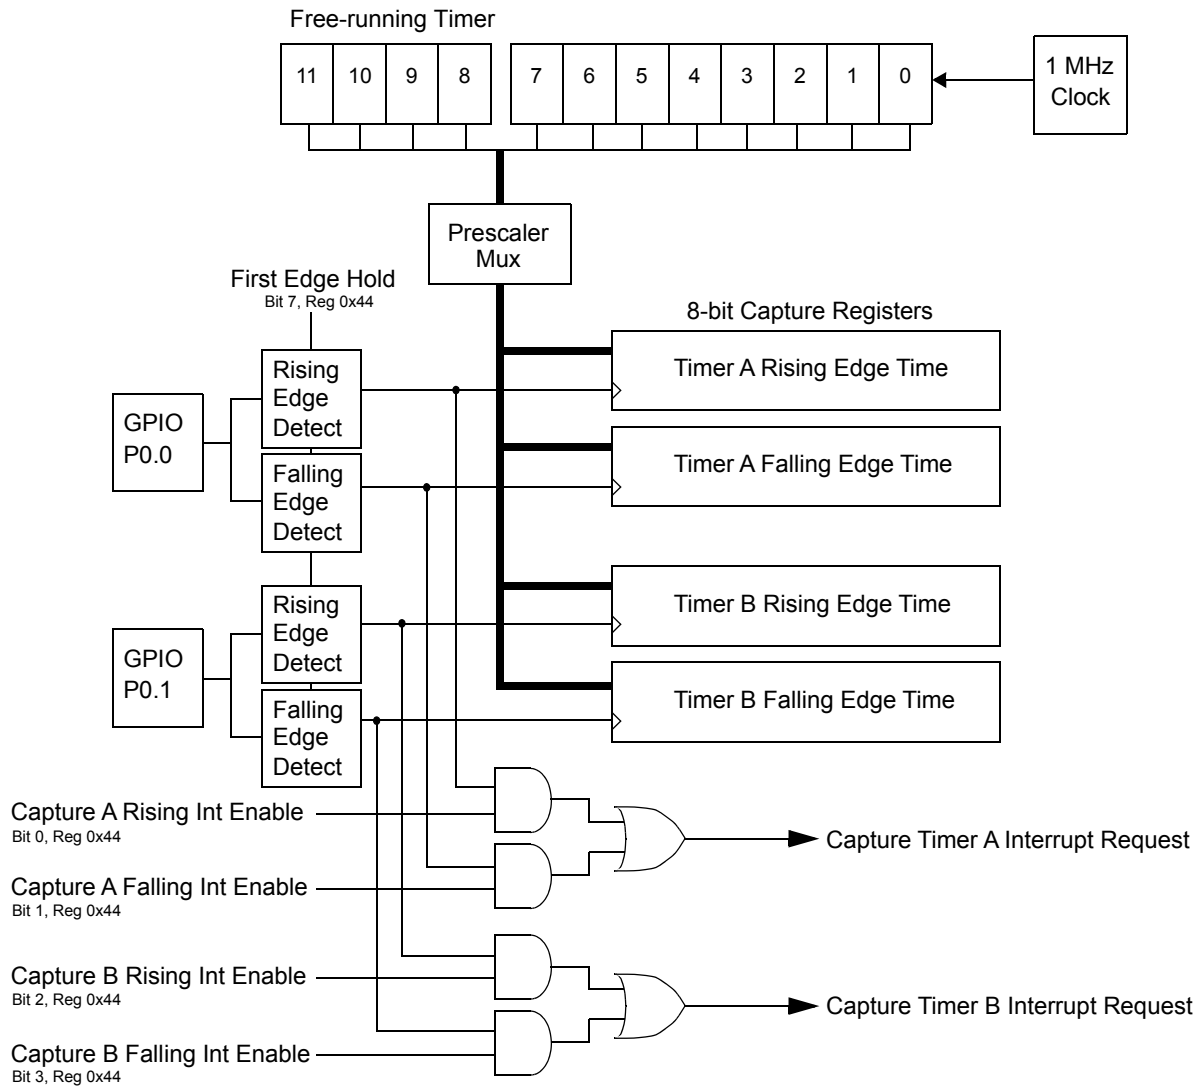 Free-running Timer
11 10 9 8 7 6 5 4 3 2 1 0
1 MHz
Clock
Prescaler
Mux
First Edge Hold
Bit 7, Reg 0x44
8-bit Capture Registers
Rising
Edge
Detect
Timer A Rising Edge Time
GPIO
P0.0
Falling
Edge
Detect
Timer A Falling Edge Time
Rising
Edge
Detect
Timer B Rising Edge Time
GPIO
P0.1
Falling
Edge
Detect
Timer B Falling Edge Time
Capture A Rising Int Enable
Bit 0, Reg 0x44
Capture Timer A Interrupt Request
Capture A Falling Int Enable
Bit 1, Reg 0x44
Capture B Rising Int Enable
Bit 2, Reg 0x44
Capture Timer B Interrupt Request
Capture B Falling Int Enable
Bit 3, Reg 0x44